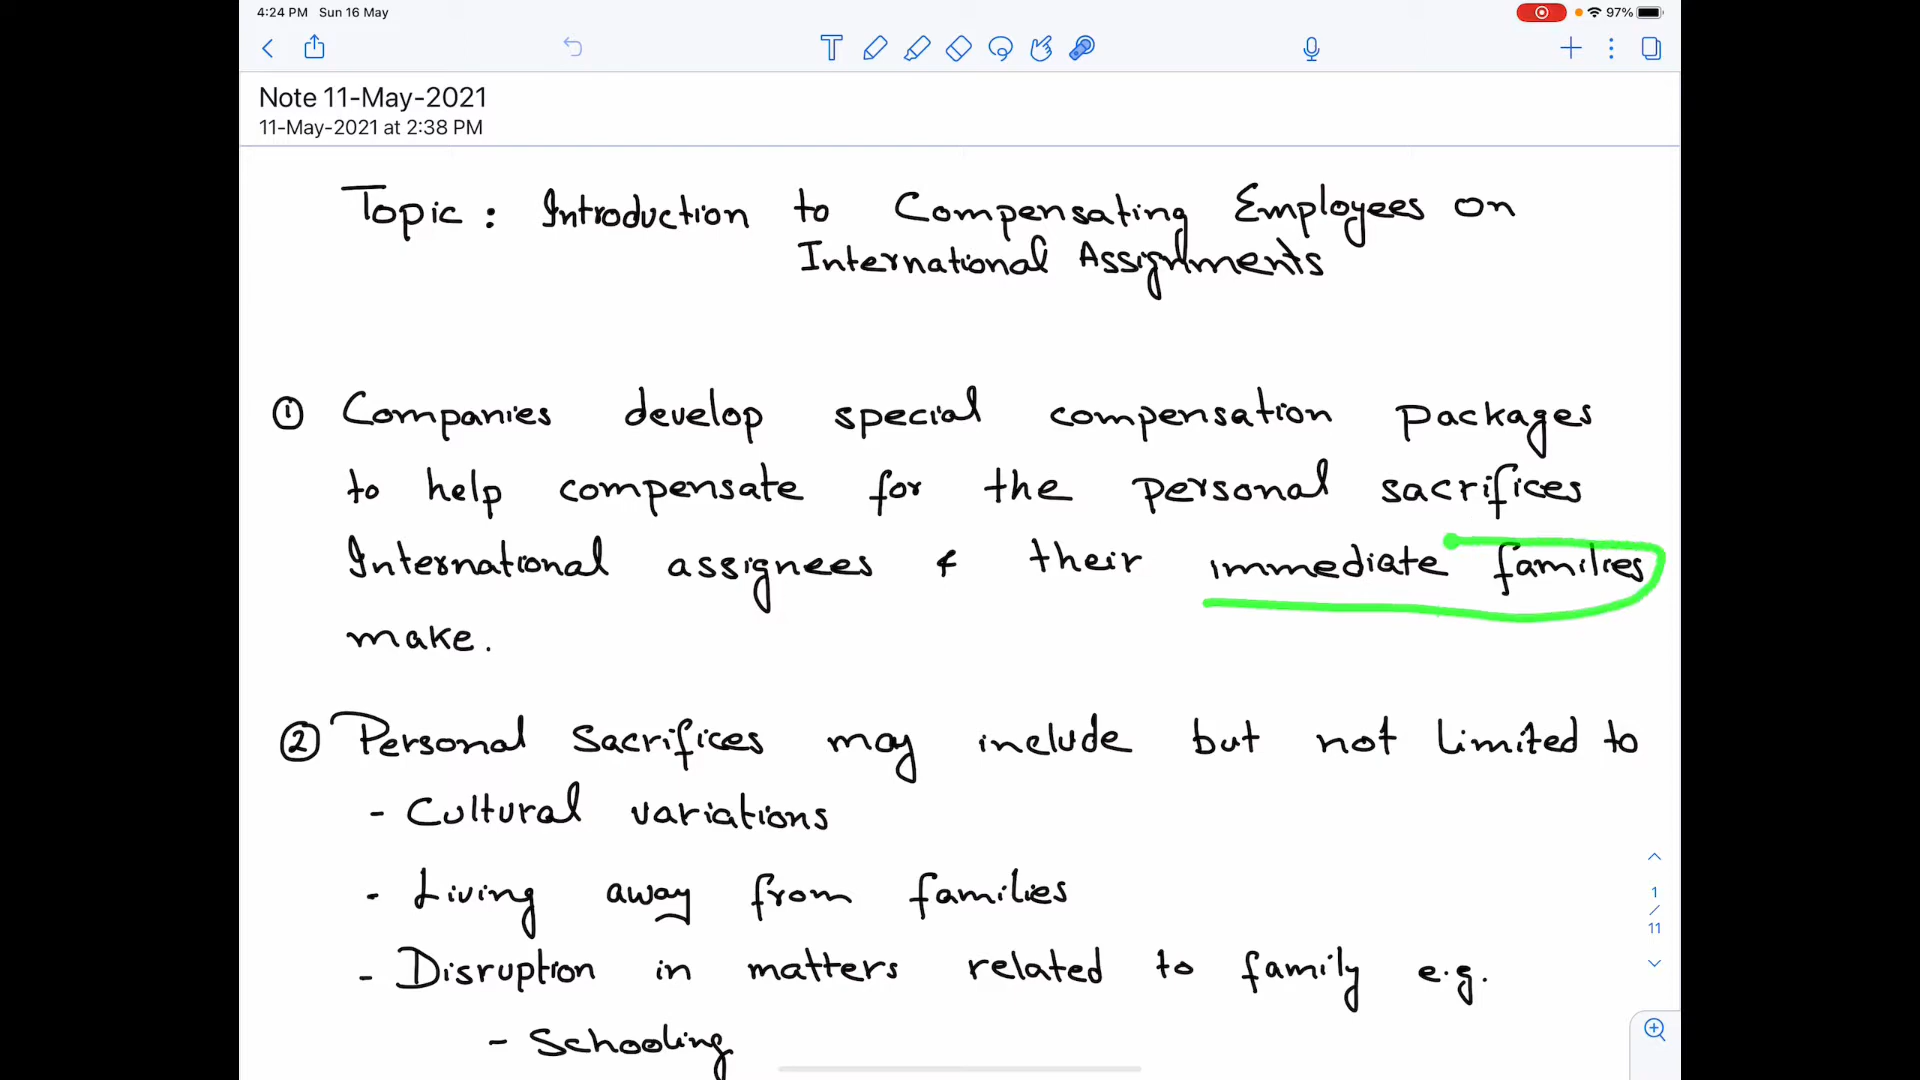 4:24 PM Sun 16 May
97%
Note 11-May-2021
11-May-2021 at 2:38 PM
Topic : Introduction to Compensating Employees on
International Assignments
① Companies develop special compensation packages
to help compensate for the personal sacrifices
International assignees & their immediate families
make.
② Personal Sacrifices may include but not limited to
- Cultural variations
- Living away from families
- Disruption in matters related to family e.g.
- Schooling
1
/
11